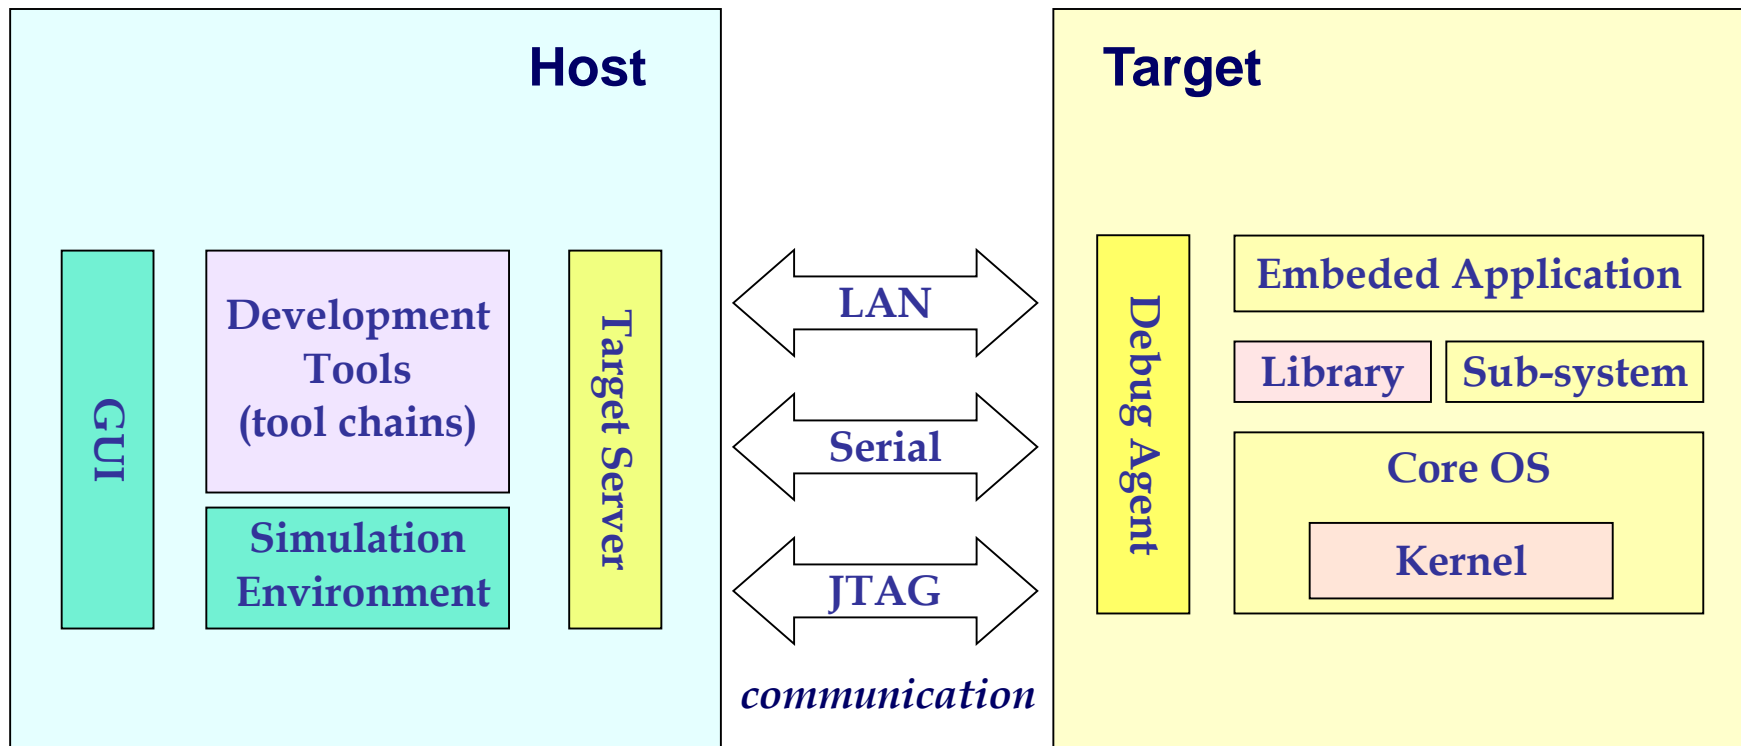 Host
GUI
Development
Tools
(tool chains)
Simulation
Environment
Target Server
LAN
Serial
JTAG
communication
Target
Debug Agent
Embeded Application
Library
Sub-system
Core OS
Kernel